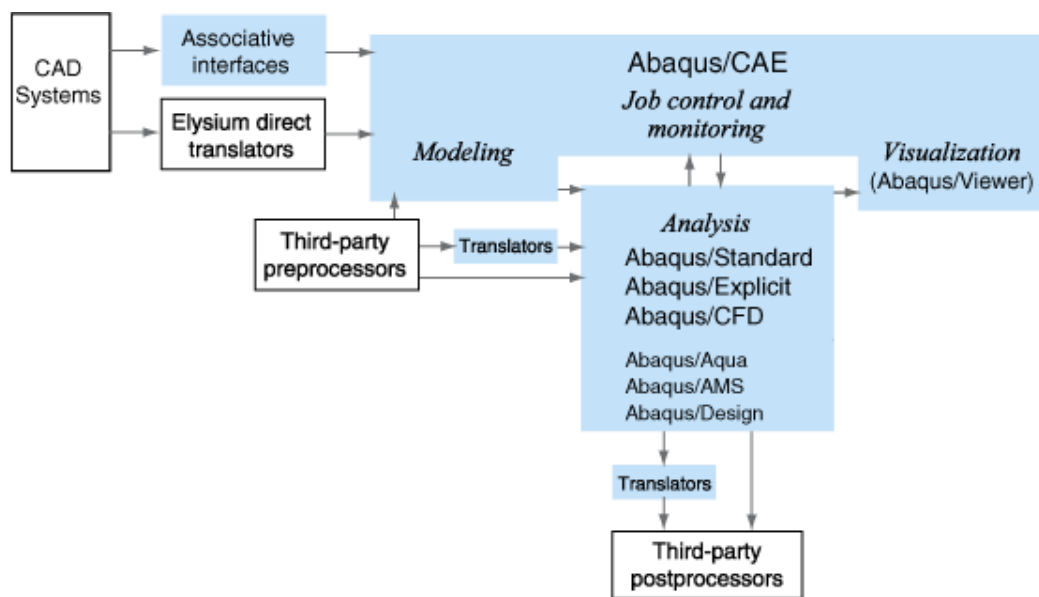 CAD
Systems
Associative
interfaces
Elysium direct
translators
Abaqus/CAE
Job control and
monitoring
Modeling
Visualization
(Abaqus/Viewer)
Third-party
preprocessors
Translators
Analysis
Abaqus/Standard
Abaqus/Explicit
Abaqus/CFD
Abaqus/Aqua
Abaqus/AMS
Abaqus/Design
Translators
Third-party
postprocessors